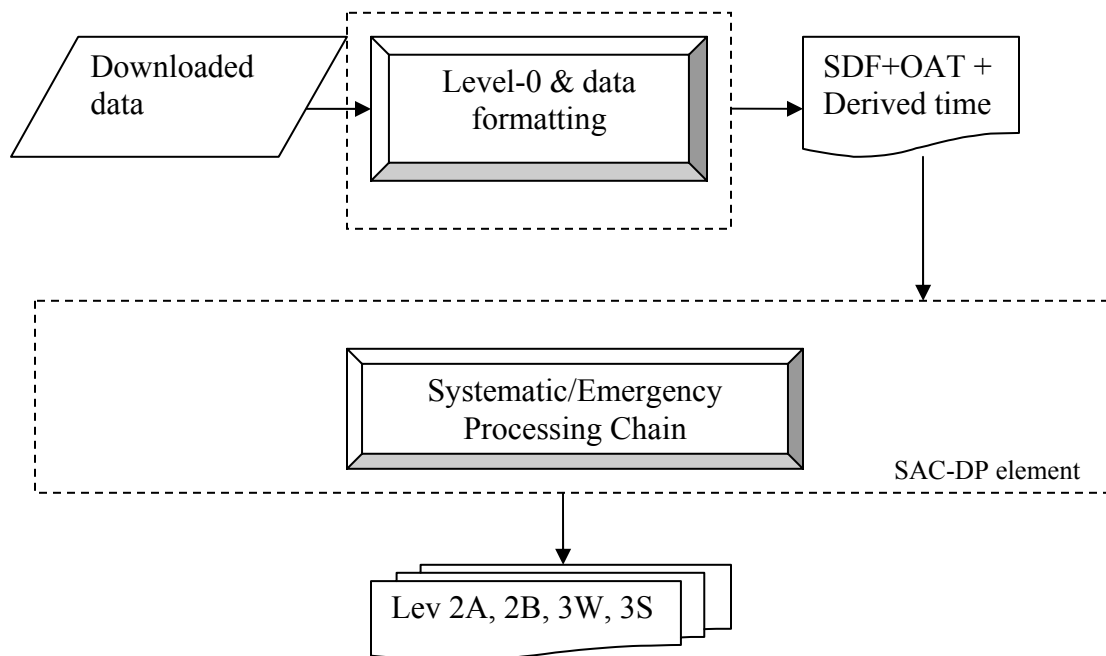 Downloaded
data
Level-0 & data
formatting
SDF+OAT +
Derived time
Systematic/Emergency
Processing Chain
SAC-DP element
Lev 2A, 2B, 3W, 3S